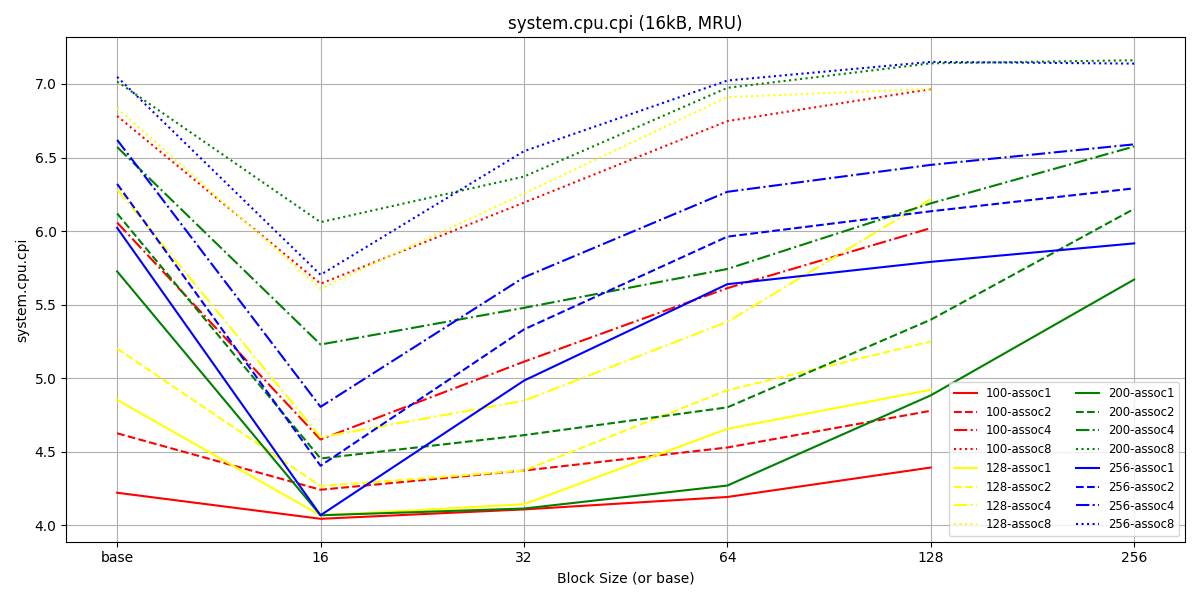 system.cpu.cpi (16kB, MRU)
system.cpu.cpi
7.0
6.5
6.0
5.5
5.0
4.5
4.0
base 16 32 64 128 256
Block Size (or base)
100-assoc1
100-assoc2
100-assoc4
100-assoc8
128-assoc1
128-assoc2
128-assoc4
128-assoc8
200-assoc1
200-assoc2
200-assoc4
200-assoc8
256-assoc1
256-assoc2
256-assoc4
256-assoc8